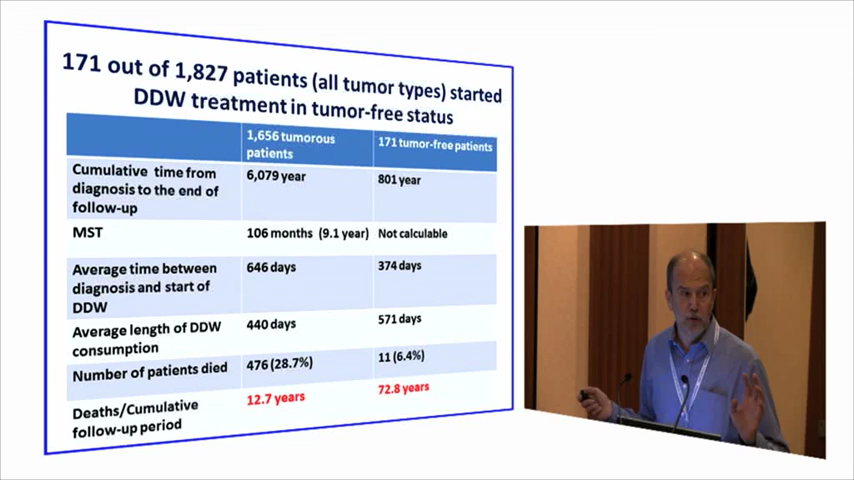 171 out of 1,827 patients (all tumor types) started
DDW treatment in tumor-free status
1,656 tumorous
patients
171 tumor-free patients
Cumulative time from
diagnosis to the end of
follow-up
6,079 year
801 year
MST
106 months (9.1 year)
Not calculable
Average time between
diagnosis and start of
DDW
646 days
374 days
Average length of DDW
consumption
440 days
571 days
Number of patients died
476 (28.7%)
11 (6.4%)
Deaths/Cumulative
follow-up period
12.7 years
72.8 years